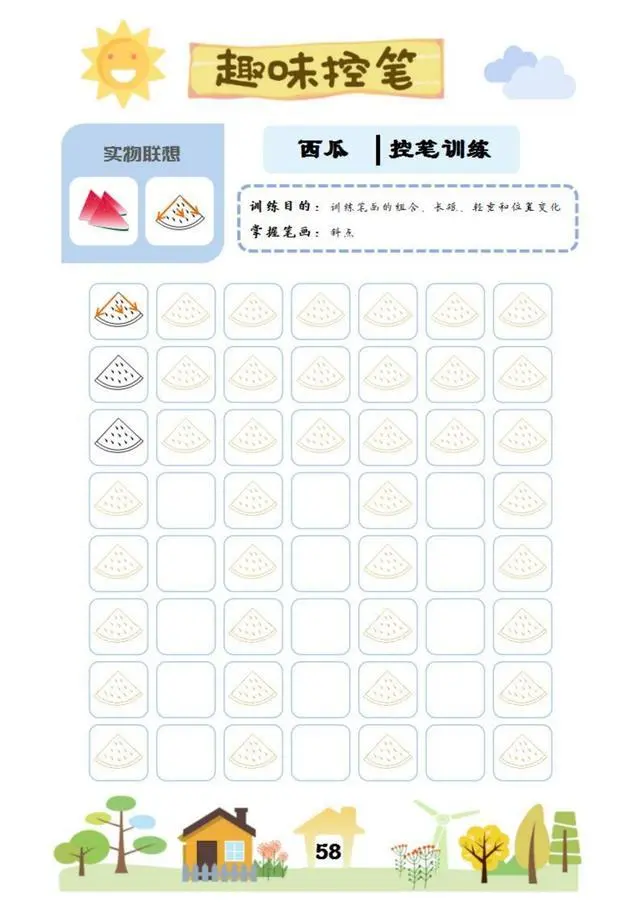 趣味控笔
实物联想
西瓜 | 控笔训练
训练目的：训练笔画的组合、长短、轻重和位置变化
掌握笔画：斜点
58